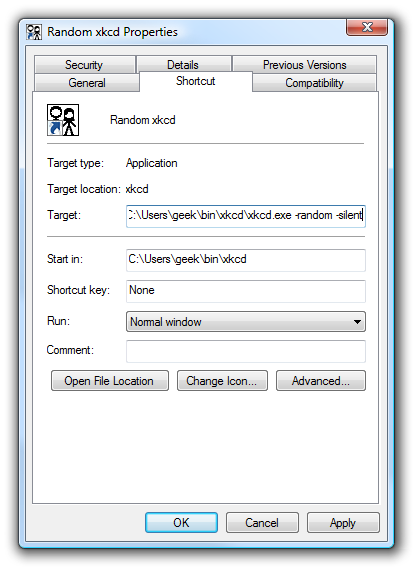 Random xkcd Properties
Security Details Previous Versions
General Shortcut Compatibility
Random xkcd
Target type: Application
Target location: xkcd
Target: C:\Users\geek\bin\xkcd\xkcd.exe -random -silent
Start in: C:\Users\geek\bin\xkcd
Shortcut key: None
Run: Normal window
Comment:
Open File Location Change Icon... Advanced...
OK Cancel Apply